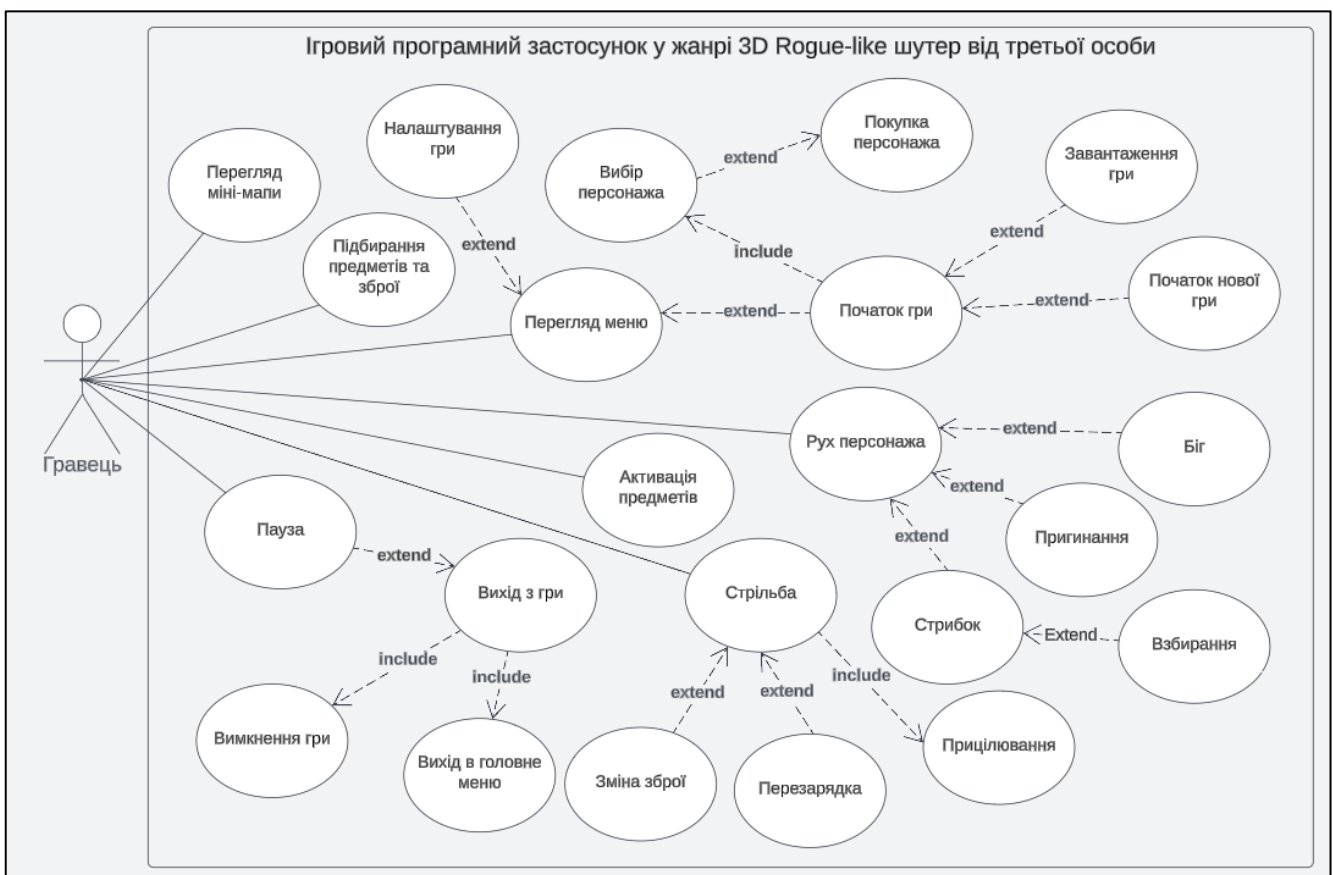 Ігровий програмний застосунок у жанрі 3D Rogue-like шутер від третьої особи
Налаштування
гри
Покупка
персонажа
Перегляд
міні-мапи
Вибір
персонажа
extend
Завантаження
гри
Підбирання
предметів та
зброї
extend
include
extend
Початок нової
гри
Перегляд меню
extend
Початок гри
extend
Гравець
Рух персонажа
extend
Біг
Активація
предметів
extend
Пауза
extend
Пригинання
extend
Вихід з гри
Стрільба
Стрибок
Extend
Взбирання
include
include
extend
extend
include
Вимкнення гри
Вихід в головне
меню
Зміна зброї
Перезарядка
Прицілювання